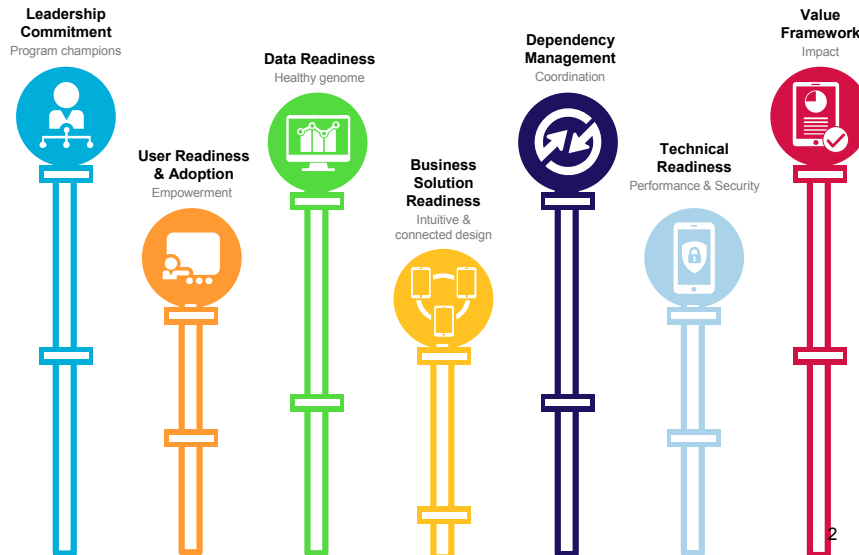 Leadership
Commitment
Program champions
User Readiness
& Adoption
Empowerment
Data Readiness
Healthy genome
Business
Solution
Readiness
Intuitive &
connected design
Dependency
Management
Coordination
Technical
Readiness
Performance & Security
Value
Framework
Impact
2